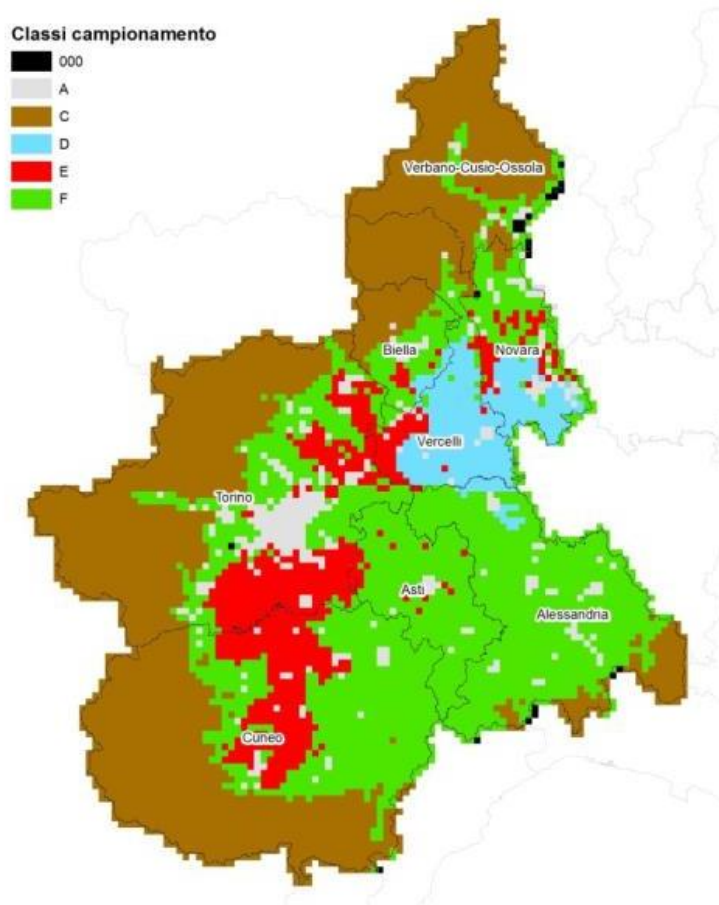 Classi campionamento
000
A
C
D
E
F
Verbano-Cusio-Ossola
Biella
Novara
Vercelli
Torino
Asti
Alessandria
Cuneo